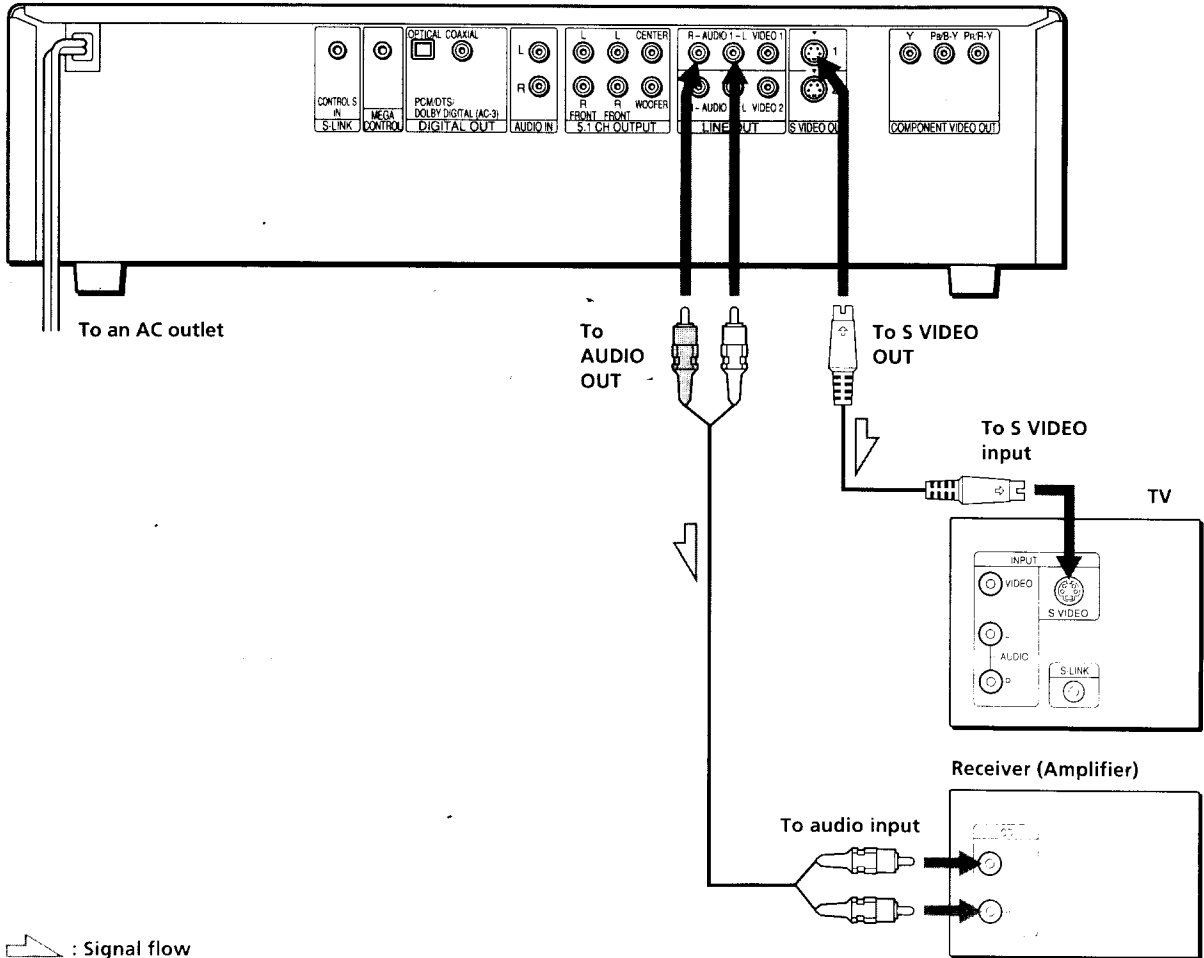 OPTICAL COAXIAL
L L CENTER
R - AUDIO 1 - L VIDEO 1
Y PB/B-Y PR/R-Y
L
1
R
CONTROL S
IN
S-LINK
MEGA
CONTROL
PCM/DTS/
DOLBY DIGITAL (AC-3)
DIGITAL OUT
AUDIO IN
R R WOOFER
FRONT FRONT
5.1 CH OUTPUT
AUDIO L VIDEO 2
LINE OUT
S VIDEO
COMPONENT VIDEO OUT
To an AC outlet
To
AUDIO
OUT
To S VIDEO
OUT
To S VIDEO
input
TV
INPUT
VIDEO
S VIDEO
AUDIO
S-LINK
Receiver (Amplifier)
To audio input
: Signal flow